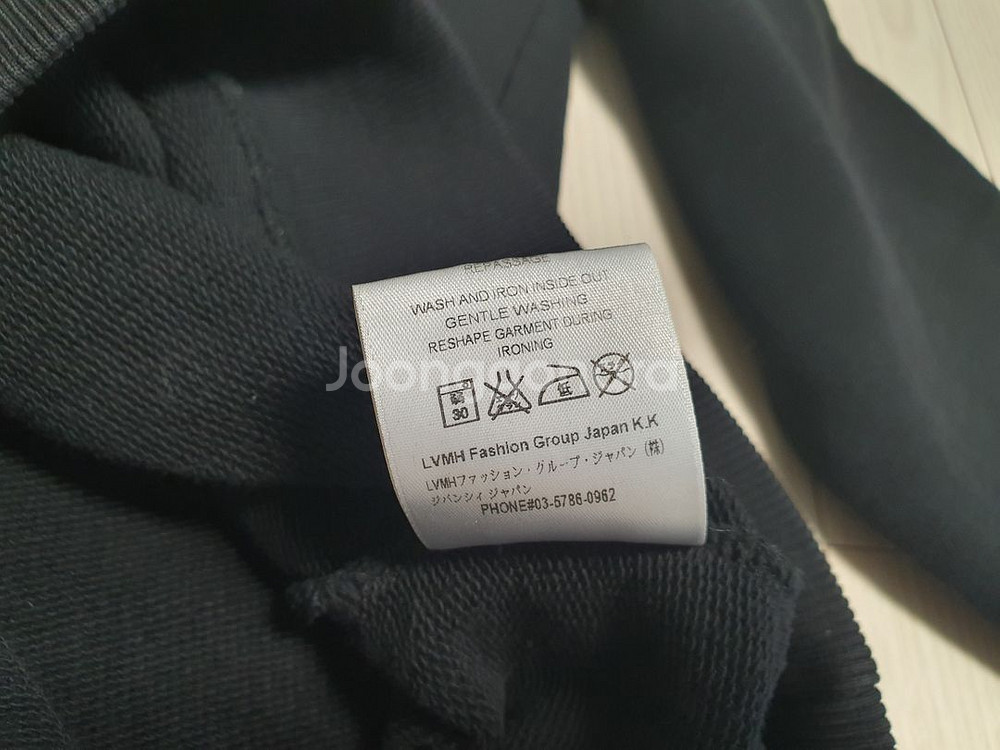 REPASSAGE
WASH AND IRON INSIDE OUT
GENTLE WASHING
RESHAPE GARMENT DURING
IRONING
30
低
LVMH Fashion Group Japan K.K
LVMHファッション・グループ・ジャパン (株)
ジバンシィ ジャパン
PHONE#03-5786-0962